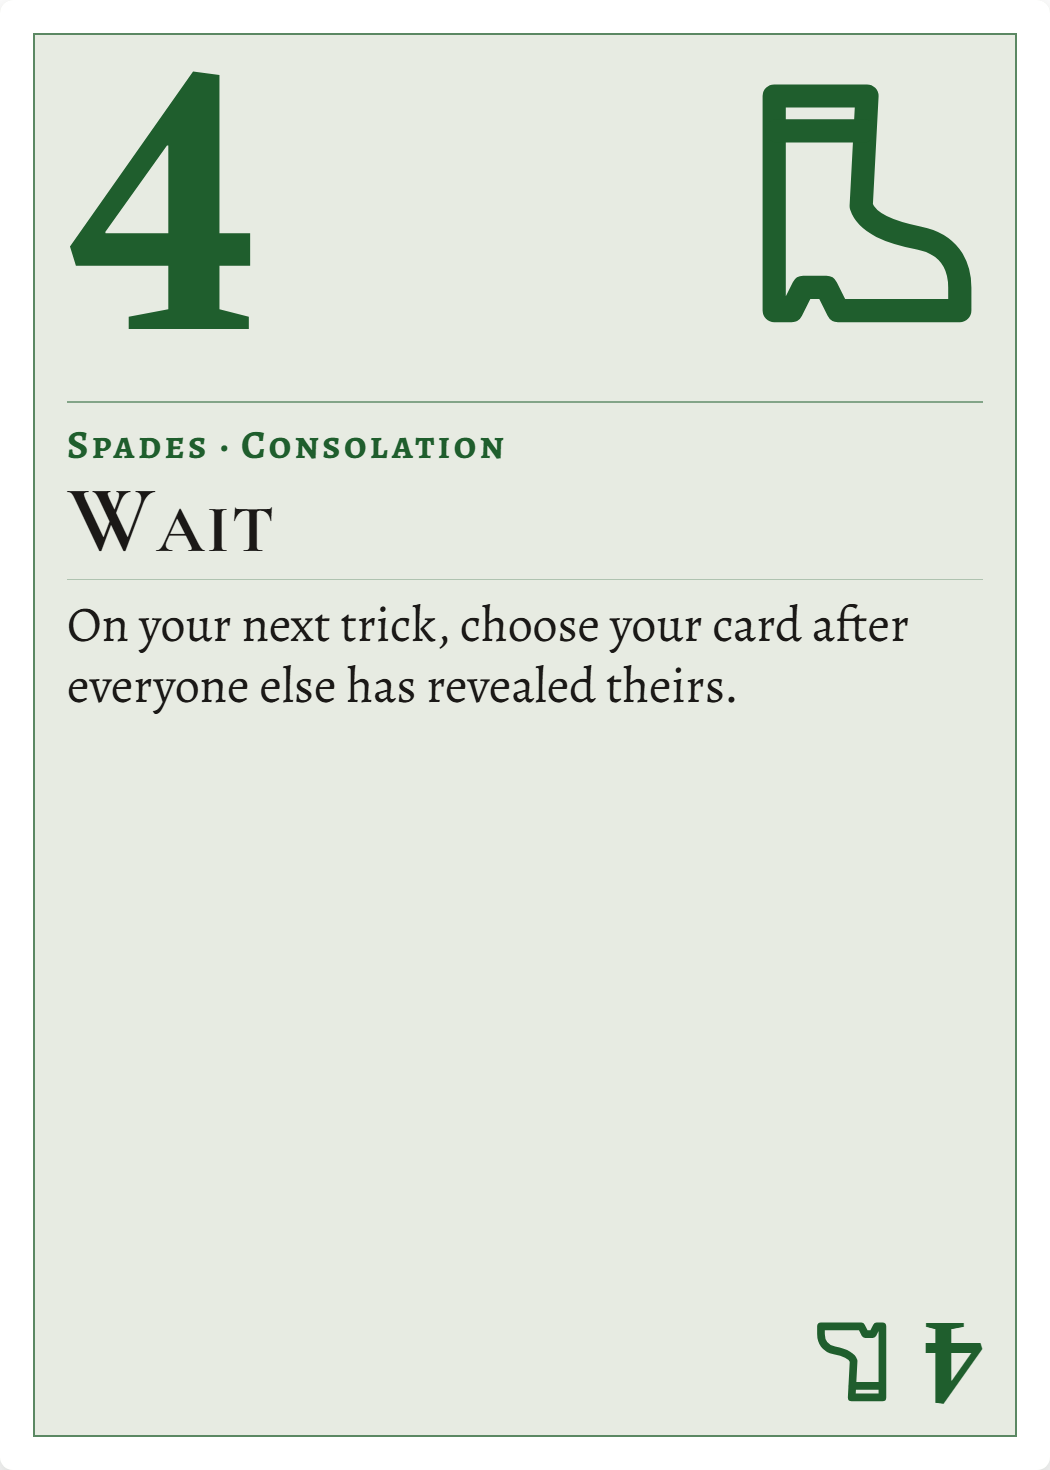 4
Spades · Consolation
Wait
On your next trick, choose your card after
everyone else has revealed theirs.
4